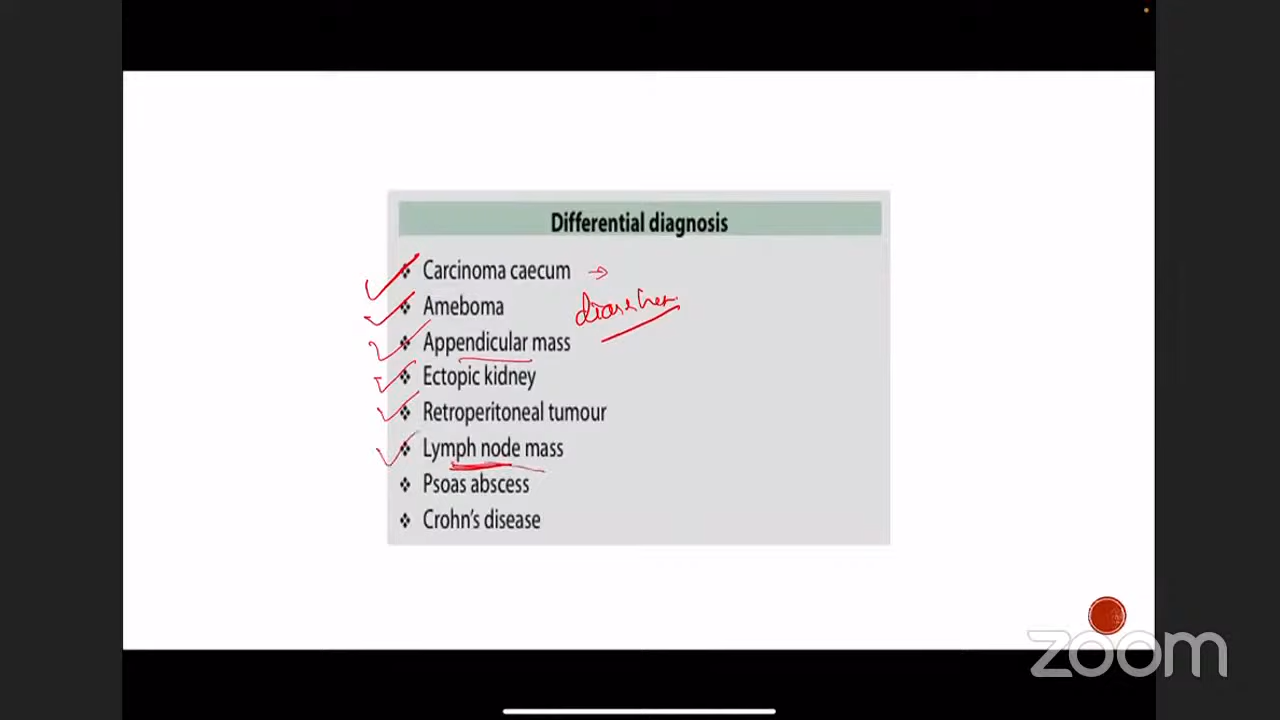 Differential diagnosis
❖ Carcinoma caecum →
❖ Ameboma
diarrhea
❖ Appendicular mass
❖ Ectopic kidney
❖ Retroperitoneal tumour
❖ Lymph node mass
❖ Psoas abscess
❖ Crohn's disease
zoom